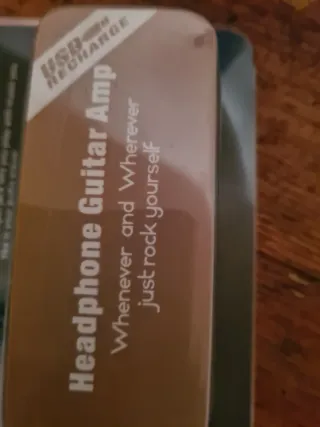 USB
RECHARGE
Headphone Guitar Amp
Whenever and Wherever
just rock yourself